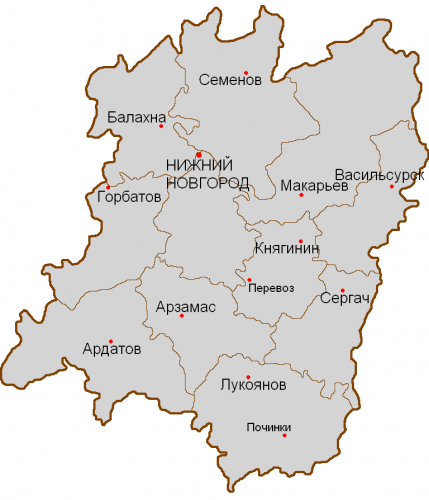 Семенов
Балахна
НИЖНИЙ
НОВГОРОД
Васильсурск
Макарьев
Горбатов
Княгинин
Перевоз
Сергач
Арзамас
Ардатов
Лукоянов
Починки